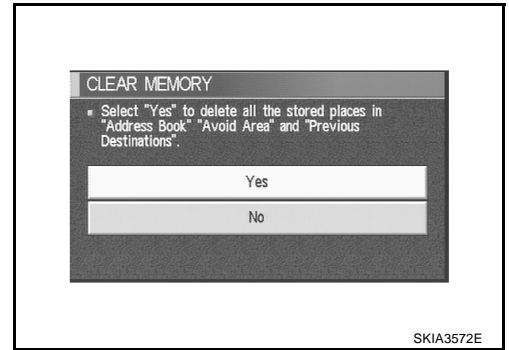 CLEAR MEMORY
Select "Yes" to delete all the stored places in
"Address Book" "Avoid Area" and "Previous
Destinations".
Yes
No
SKIA3572E